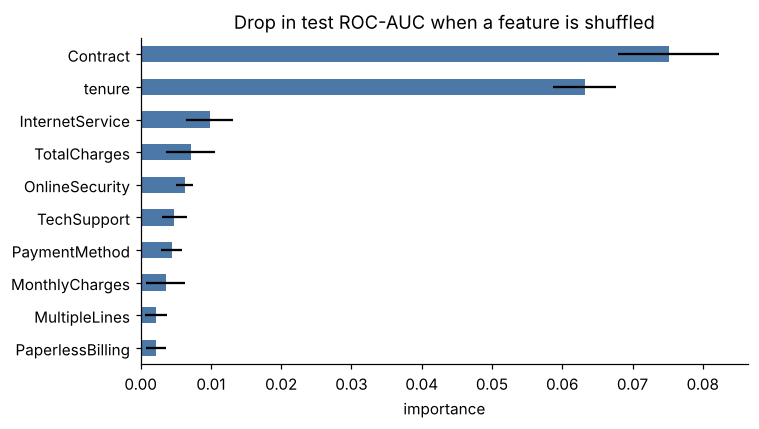 Drop in test ROC-AUC when a feature is shuffled
Contract
tenure
InternetService
TotalCharges
OnlineSecurity
TechSupport
PaymentMethod
MonthlyCharges
MultipleLines
PaperlessBilling
0.00 0.01 0.02 0.03 0.04 0.05 0.06 0.07 0.08
importance